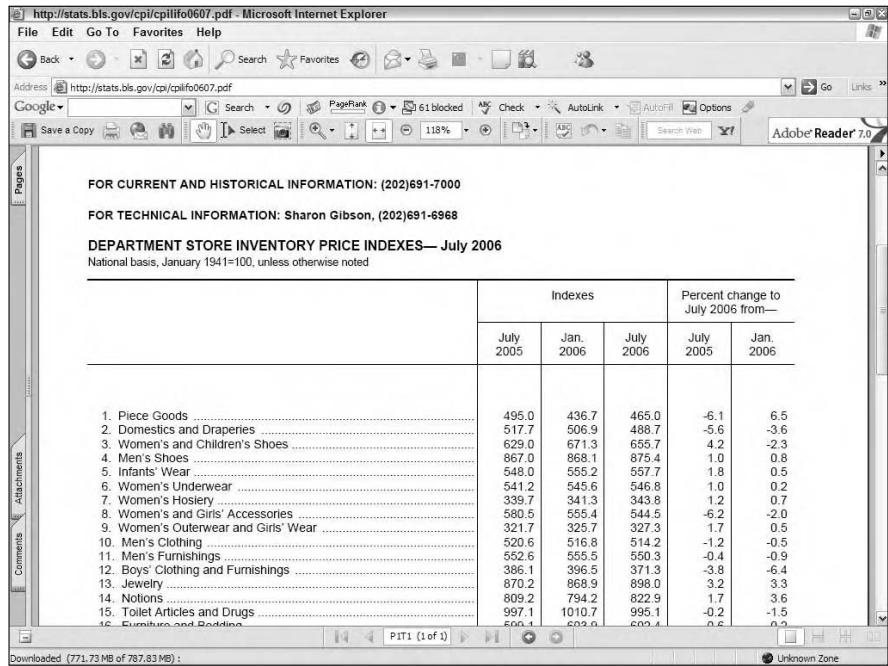 http://stats.bls.gov/cpi/cpilifo0607.pdf - Microsoft Internet Explorer
File Edit Go To Favorites Help
Back Search Favorites
Address http://stats.bls.gov/cpi/cpilifo0607.pdf Go Links »
Google Search PageRank 61 blocked Check AutoLink AutoFill Options
Save a Copy Select 118% Search Web Y! Adobe Reader 7.0
Pages
Attachments
Comments
FOR CURRENT AND HISTORICAL INFORMATION: (202)691-7000
FOR TECHNICAL INFORMATION: Sharon Gibson, (202)691-6968
DEPARTMENT STORE INVENTORY PRICE INDEXES— July 2006
National basis, January 1941=100, unless otherwise noted
Indexes Percent change to
July 2006 from—
July Jan. July July Jan.
2005 2006 2006 2005 2006
1. Piece Goods 495.0 436.7 465.0 -6.1 6.5
2. Domestics and Draperies 517.7 506.9 488.7 -5.6 -3.6
3. Women's and Children's Shoes 629.0 671.3 655.7 4.2 -2.3
4. Men's Shoes 867.0 868.1 875.4 1.0 0.8
5. Infants' Wear 548.0 555.2 557.7 1.8 0.5
6. Women's Underwear 541.2 545.6 546.8 1.0 0.2
7. Women's Hosiery 339.7 341.3 343.8 1.2 0.7
8. Women's and Girls' Accessories 580.5 555.4 544.5 -6.2 -2.0
9. Women's Outerwear and Girls' Wear 321.7 325.7 327.3 1.7 0.5
10. Men's Clothing 520.6 516.8 514.2 -1.2 -0.5
11. Men's Furnishings 552.6 555.5 550.3 -0.4 -0.9
12. Boys' Clothing and Furnishings 386.1 396.5 371.3 -3.8 -6.4
13. Jewelry 870.2 868.9 898.0 3.2 3.3
14. Notions 809.2 794.2 822.9 1.7 3.6
15. Toilet Articles and Drugs 997.1 1010.7 995.1 -0.2 -1.5
16. Furniture and Bedding
P1T1 (1 of 1)
Downloaded (771.73 MB of 787.83 MB) : Unknown Zone